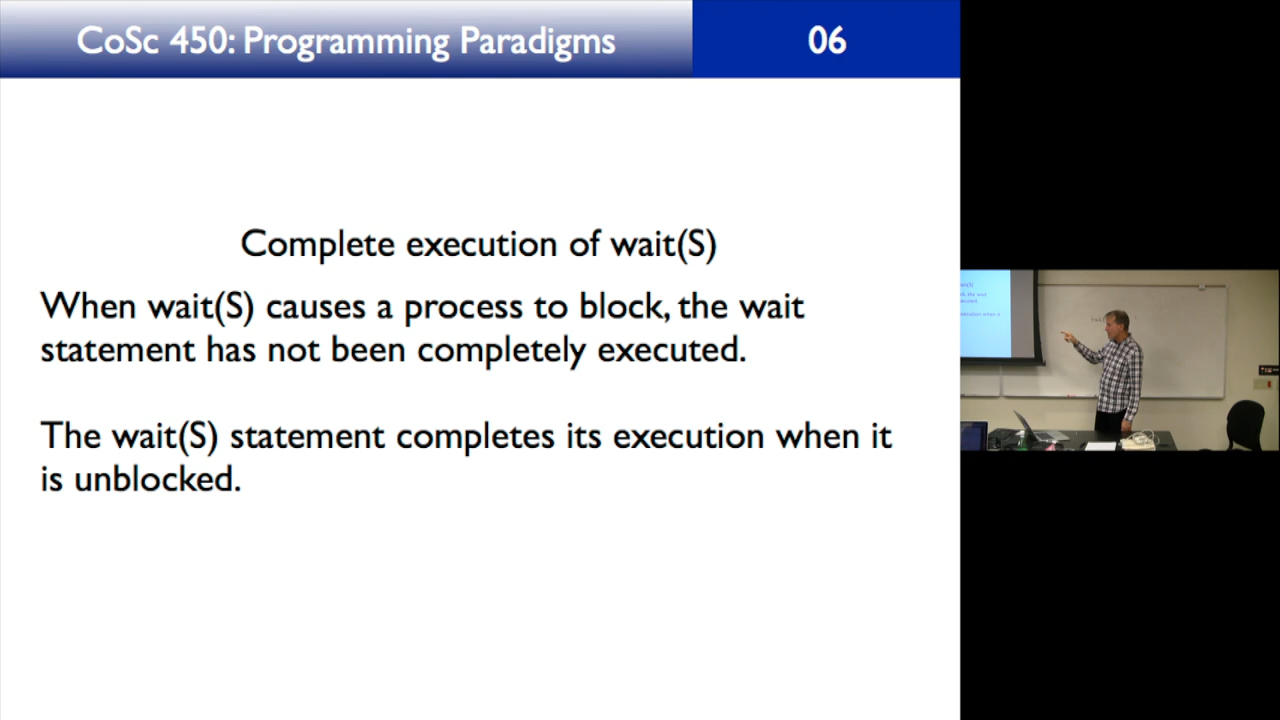 CoSc 450: Programming Paradigms
06
Complete execution of wait(S)
When wait(S) causes a process to block, the wait
statement has not been completely executed.
The wait(S) statement completes its execution when it
is unblocked.